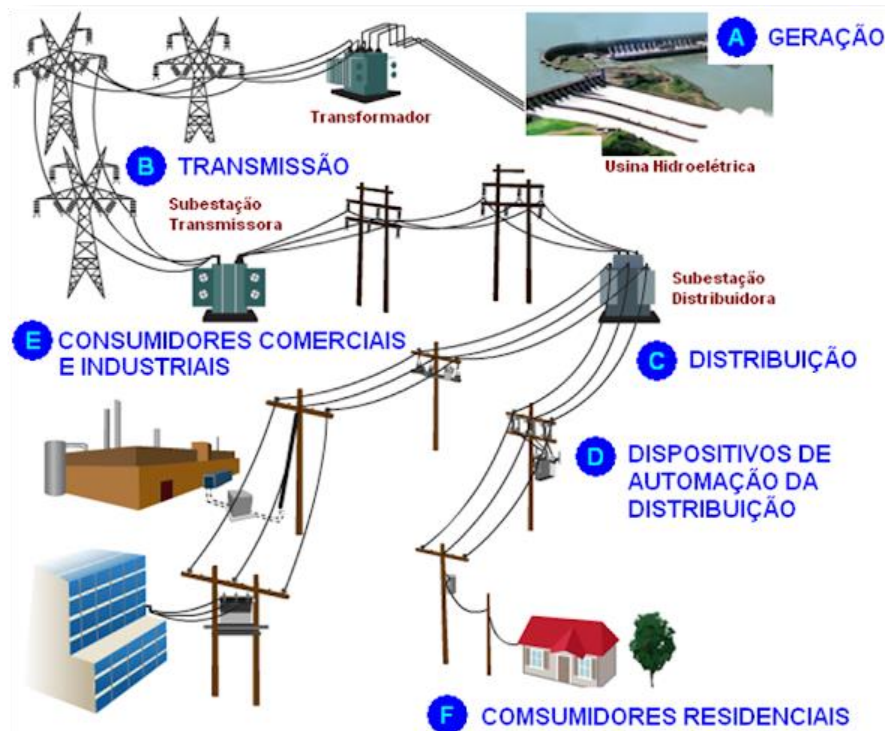 A GERAÇÃO
Transformador
Usina Hidroelétrica
B TRANSMISSÃO
Subestação
Transmissora
Subestação
Distribuidora
E CONSUMIDORES COMERCIAIS
E INDUSTRIAIS
C DISTRIBUIÇÃO
D DISPOSITIVOS DE
AUTOMAÇÃO DA
DISTRIBUIÇÃO
F COMSUMIDORES RESIDENCIAIS